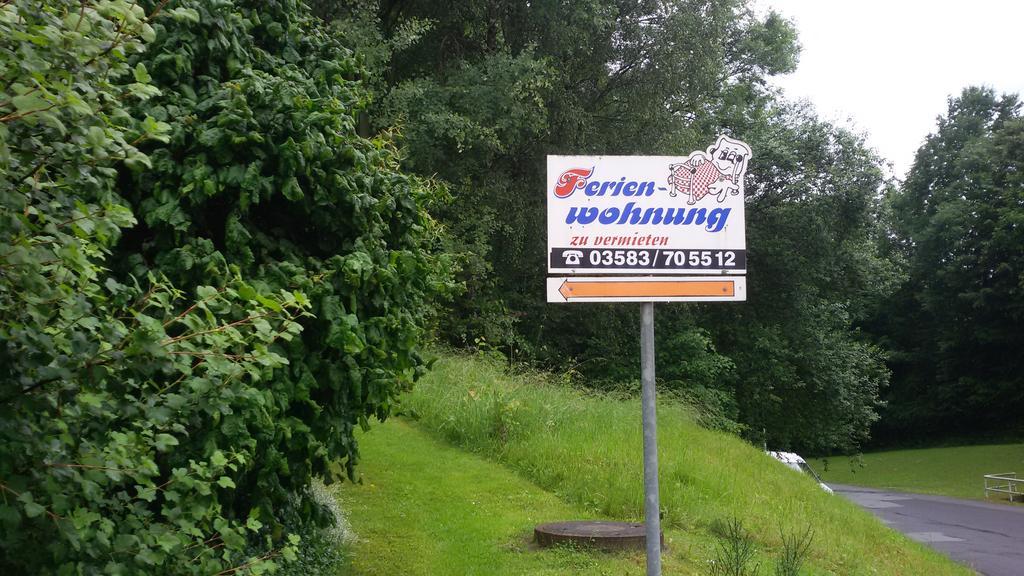 Ferien-
wohnung
zu vermieten
☎ 03583/705512